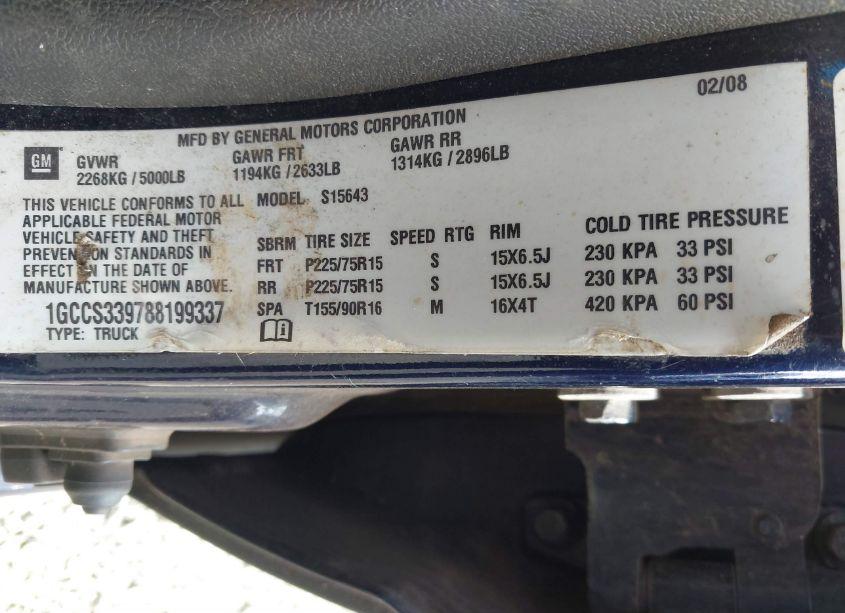 02/08
MFD BY GENERAL MOTORS CORPORATION
GM
GVWR GAWR FRT GAWR RR
2268KG / 5000LB 1194KG / 2633LB 1314KG / 2896LB
THIS VEHICLE CONFORMS TO ALL
APPLICABLE FEDERAL MOTOR
VEHICLE SAFETY AND THEFT
PREVENTION STANDARDS IN
EFFECT ON THE DATE OF
MANUFACTURE SHOWN ABOVE.
1GCCS339788199337
TYPE: TRUCK
MODEL S15643
SBRM TIRE SIZE SPEED RTG RIM COLD TIRE PRESSURE
FRT P225/75R15 S 15X6.5J 230 KPA 33 PSI
RR P225/75R15 S 15X6.5J 230 KPA 33 PSI
SPA T155/90R16 M 16X4T 420 KPA 60 PSI